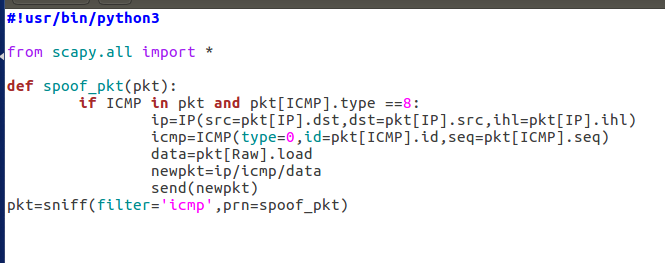 #!usr/bin/python3
from scapy.all import *
def spoof_pkt(pkt):
        if ICMP in pkt and pkt[ICMP].type ==8:
                ip=IP(src=pkt[IP].dst,dst=pkt[IP].src,ihl=pkt[IP].ihl)
                icmp=ICMP(type=0,id=pkt[ICMP].id,seq=pkt[ICMP].seq)
                data=pkt[Raw].load
                newpkt=ip/icmp/data
                send(newpkt)
pkt=sniff(filter='icmp',prn=spoof_pkt)